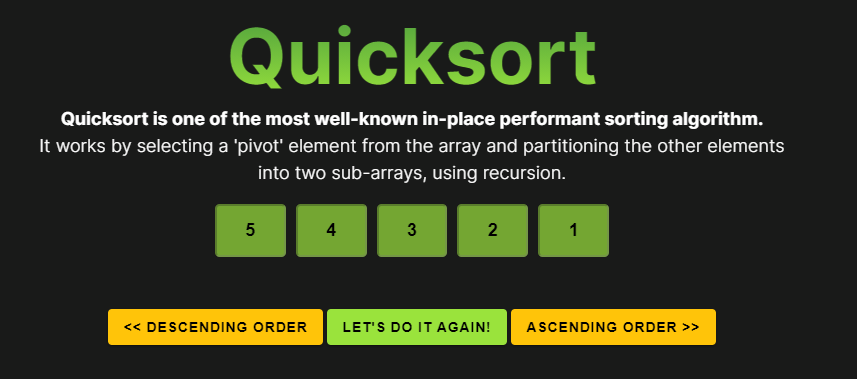 Quicksort
Quicksort is one of the most well-known in-place performant sorting algorithm.
It works by selecting a 'pivot' element from the array and partitioning the other elements
into two sub-arrays, using recursion.
5 4 3 2 1
<< DESCENDING ORDER LET'S DO IT AGAIN! ASCENDING ORDER >>